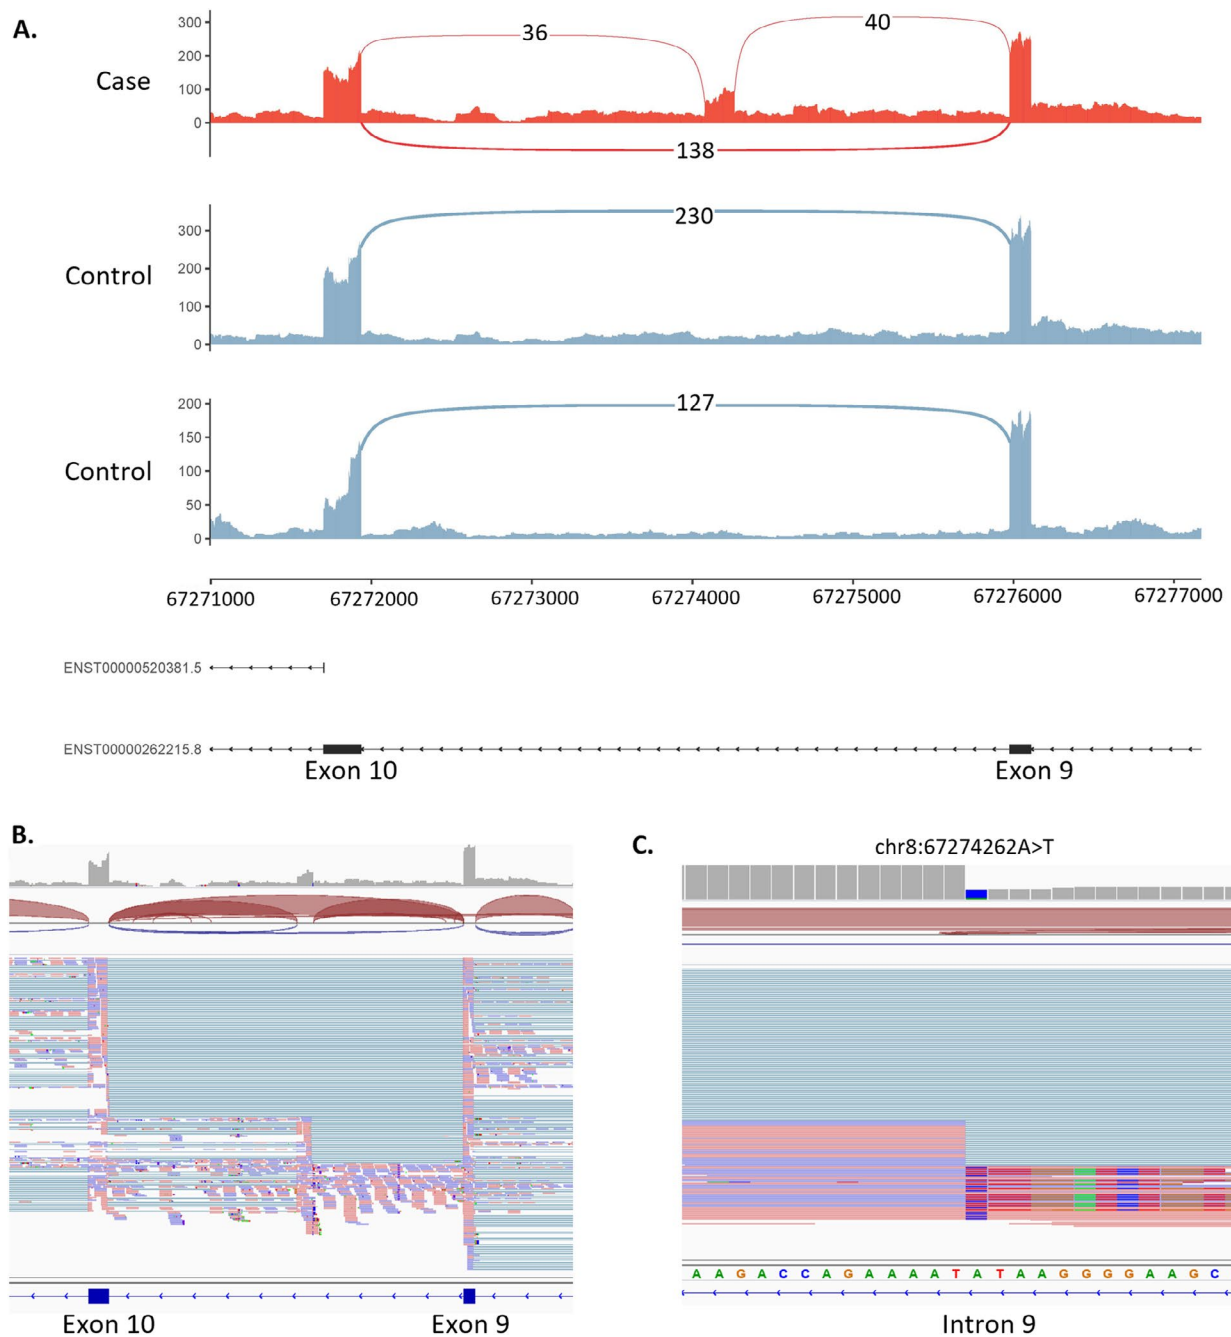 A.
Case
300
200
100
0
36
40
138
Control
300
200
100
0
230
Control
200
150
100
50
0
127
67271000 67272000 67273000 67274000 67275000 67276000 67277000
ENST00000520381.5
ENST00000262215.8
Exon 10 Exon 9
B.
Exon 10 Exon 9
C.
chr8:67274262A>T
A A G A C C A G A A A A T A T A A G G G G A A G C
Intron 9